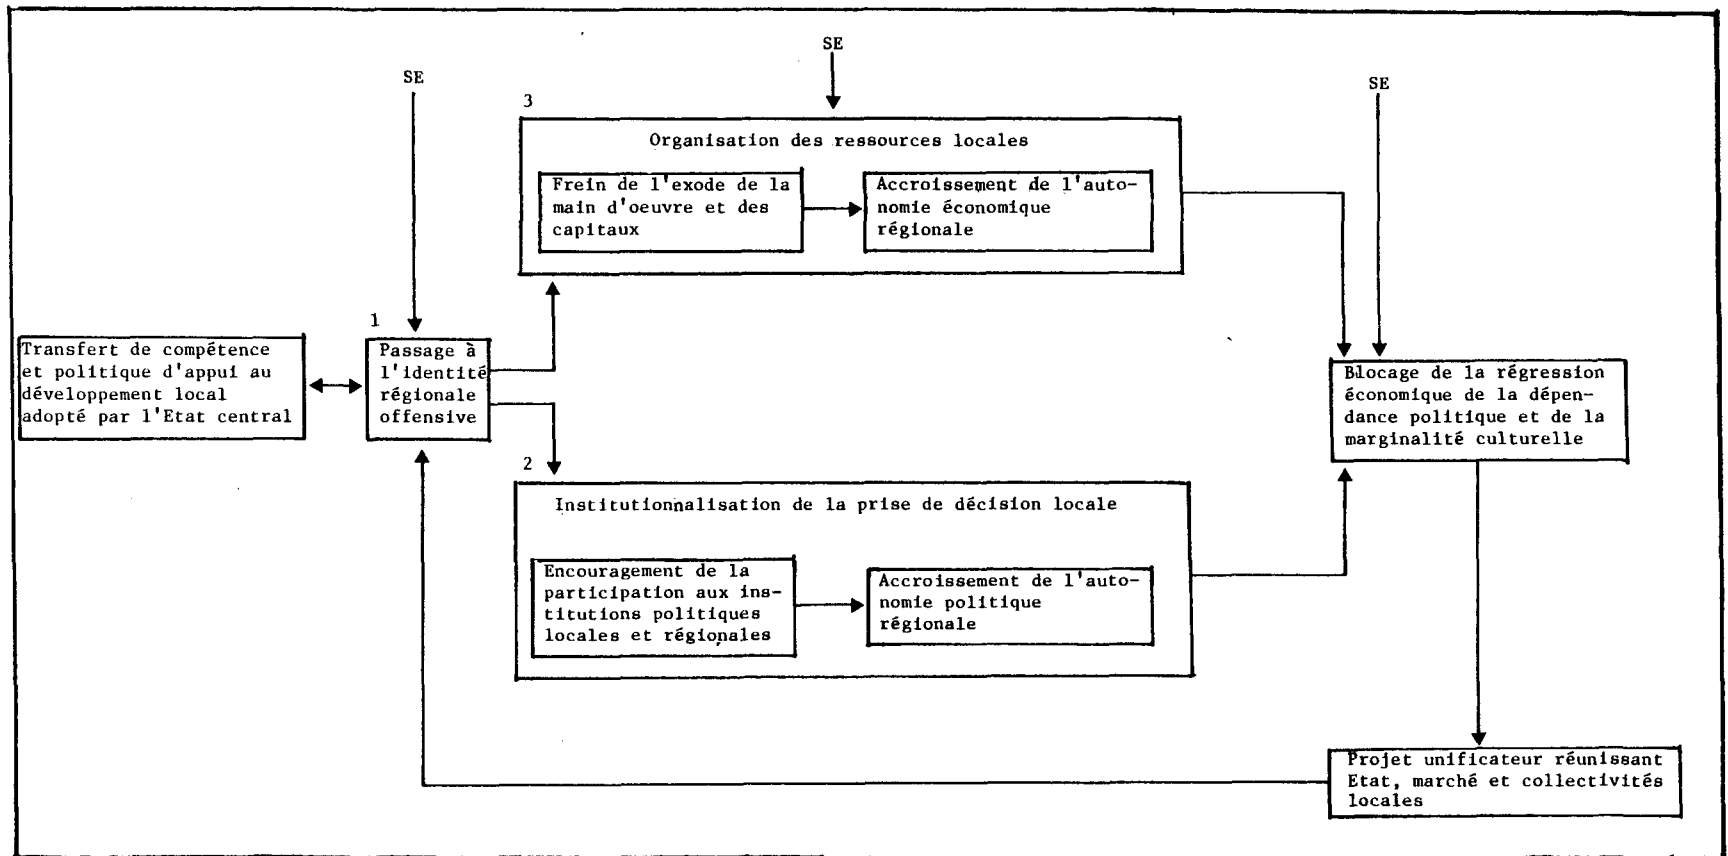 SE
SE
SE
3
Organisation des ressources locales
Frein de l'exode de la
main d'oeuvre et des
capitaux
Accroissement de l'auto-
nomie économique
régionale
1
Transfert de compétence
et politique d'appui au
développement local
adopté par l'Etat central
Passage à
l'identité
régionale
offensive
Blocage de la régression
économique de la dépen-
dance politique et de la
marginalité culturelle
2
Institutionnalisation de la prise de décision locale
Encouragement de la
participation aux ins-
titutions politiques
locales et régionales
Accroissement de l'auto-
nomie politique
régionale
Projet unificateur réunissant
Etat, marché et collectivités
locales